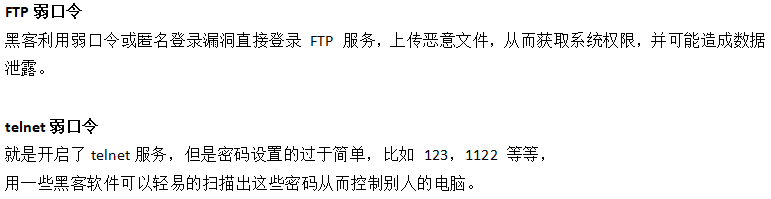 FTP 弱口令
黑客利用弱口令或匿名登录漏洞直接登录 FTP 服务，上传恶意文件，从而获取系统权限，并可能造成数据
泄露。
telnet 弱口令
就是开启了 telnet 服务，但是密码设置的过于简单，比如 123，1122 等等，
用一些黑客软件可以轻易的扫描出这些密码从而控制别人的电脑。